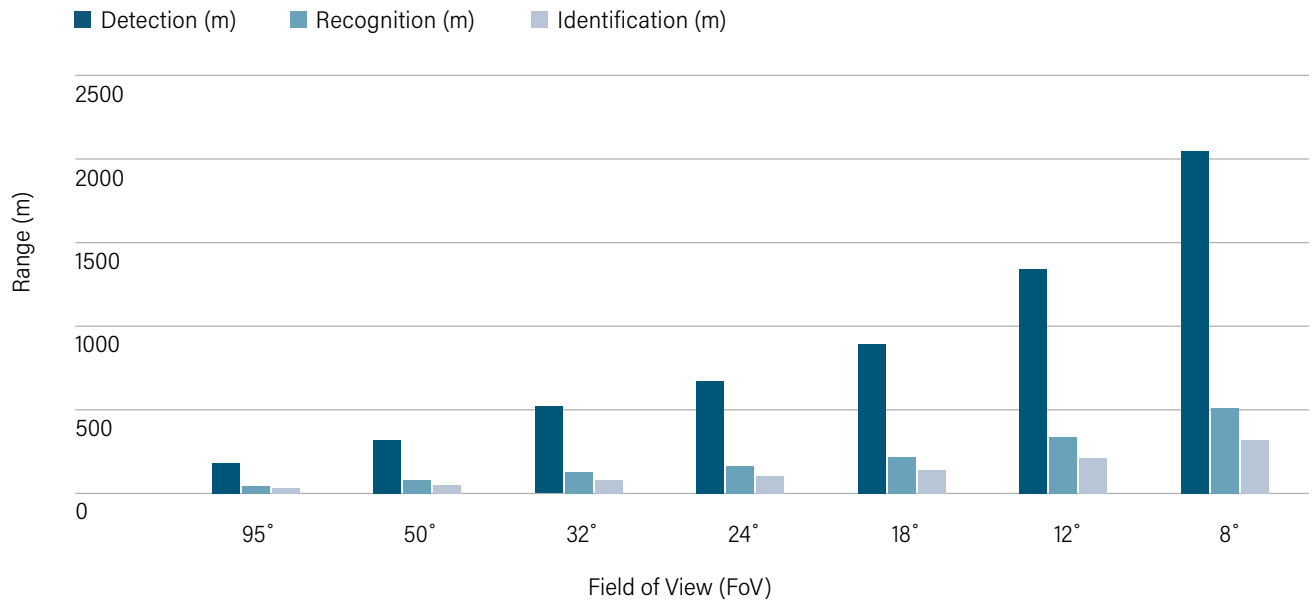 Detection (m) Recognition (m) Identification (m)
2500
2000
1500
1000
500
0
Range (m)
95˚ 50˚ 32˚ 24˚ 18˚ 12˚ 8˚
Field of View (FoV)